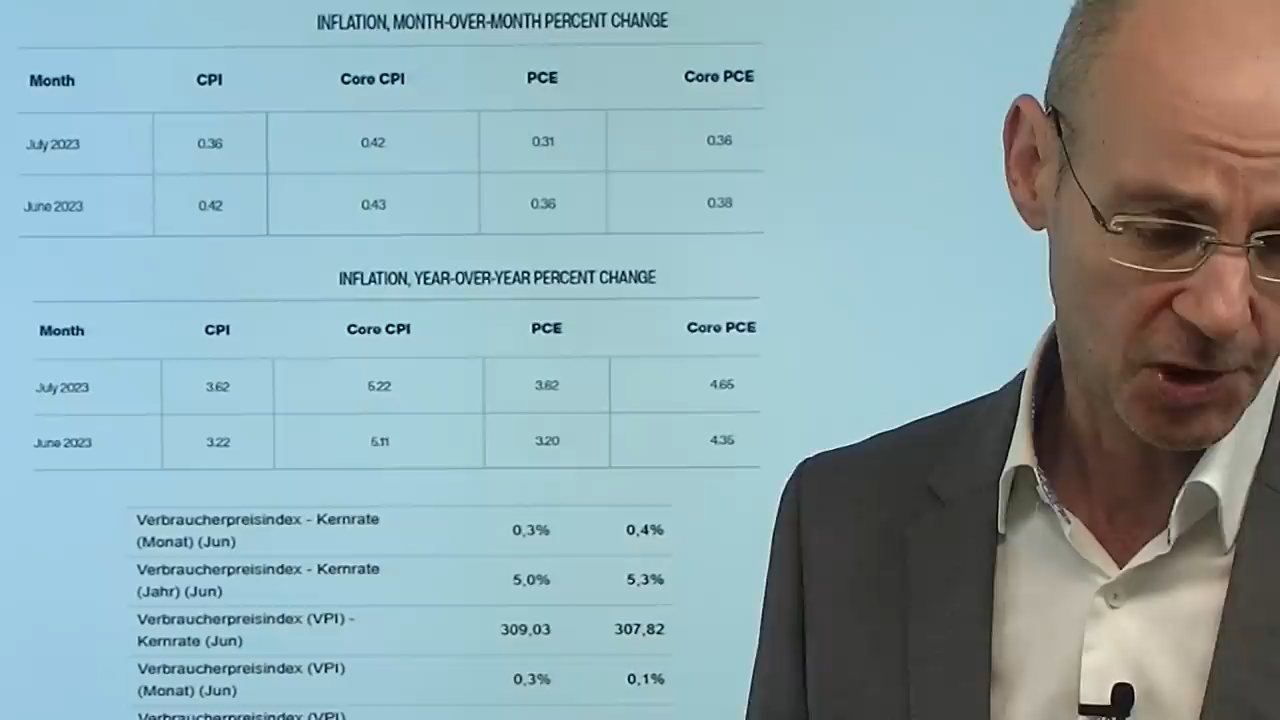 INFLATION, MONTH-OVER-MONTH PERCENT CHANGE
Month CPI Core CPI PCE Core PCE
July 2023 0.36 0.42 0.31 0.36
June 2023 0.42 0.43 0.36 0.38
INFLATION, YEAR-OVER-YEAR PERCENT CHANGE
Month CPI Core CPI PCE Core PCE
July 2023 3.62 5.22 3.62 4.65
June 2023 3.22 5.11 3.20 4.35
Verbraucherpreisindex - Kernrate
(Monat) (Jun) 0,3% 0,4%
Verbraucherpreisindex - Kernrate
(Jahr) (Jun) 5,0% 5,3%
Verbraucherpreisindex (VPI) -
Kernrate (Jun) 309,03 307,82
Verbraucherpreisindex (VPI)
(Monat) (Jun) 0,3% 0,1%
Verbraucherpreisindex (VPI)